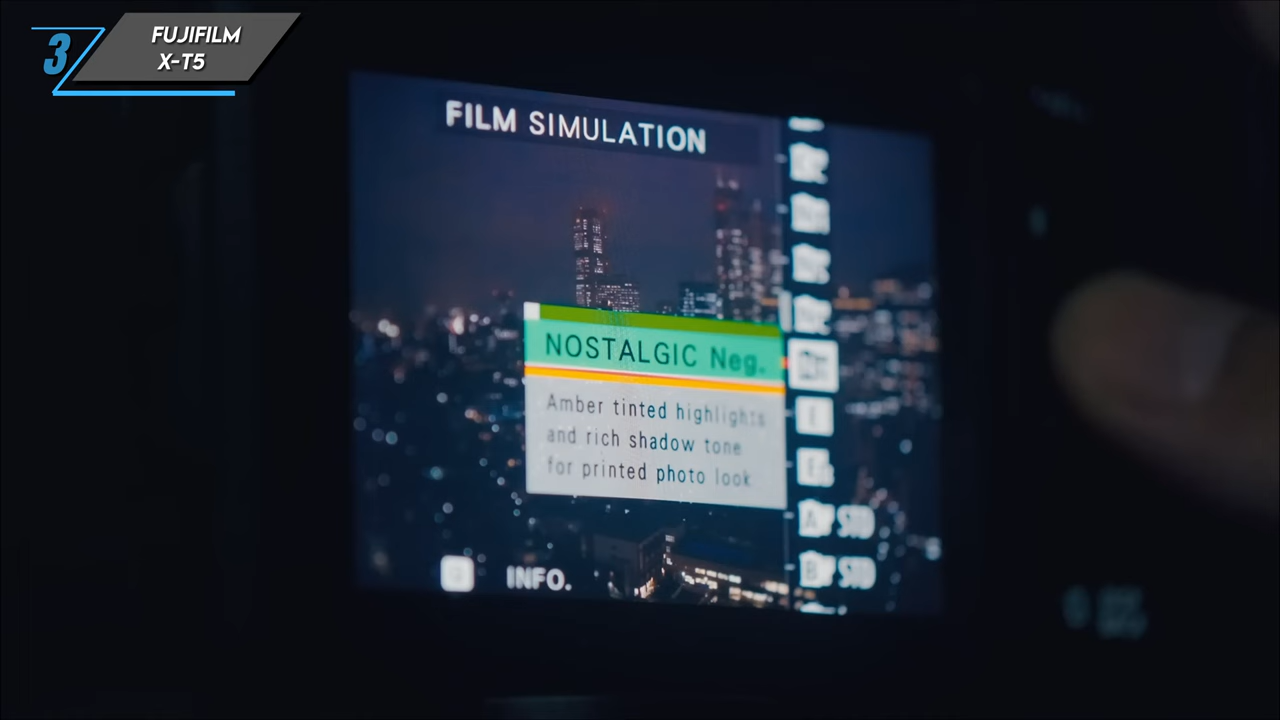 3
FUJIFILM
X-T5
FILM SIMULATION
NOSTALGIC Neg.
Amber tinted highlights
and rich shadow tone
for printed photo look
A STD
B STD
INFO.